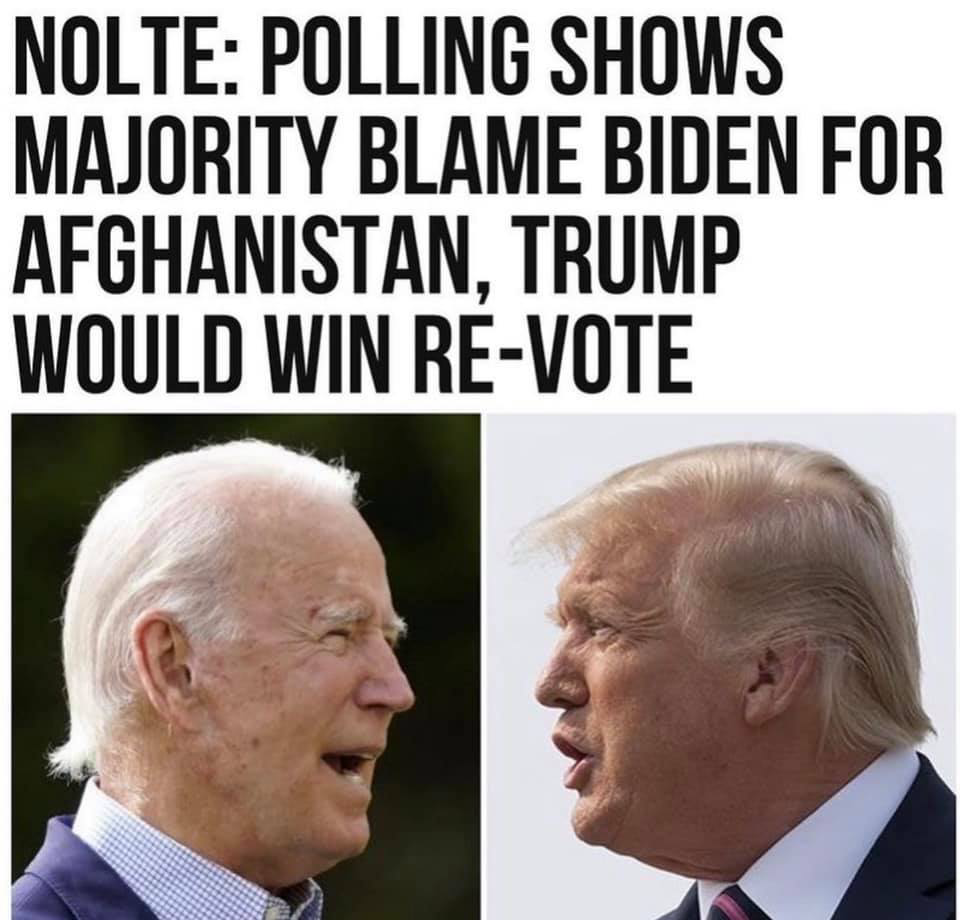 NOLTE: POLLING SHOWS
MAJORITY BLAME BIDEN FOR
AFGHANISTAN, TRUMP
WOULD WIN RE-VOTE